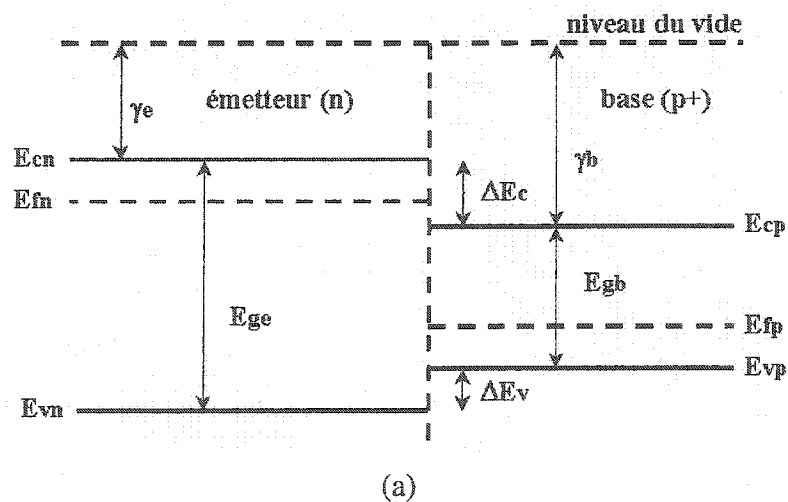 niveau du vide
γe
émetteur (n)
base (p+)
Ecn
γb
Efn
ΔEc
Ecp
Ege
Egb
Efp
Evp
Evn
ΔEv
(a)